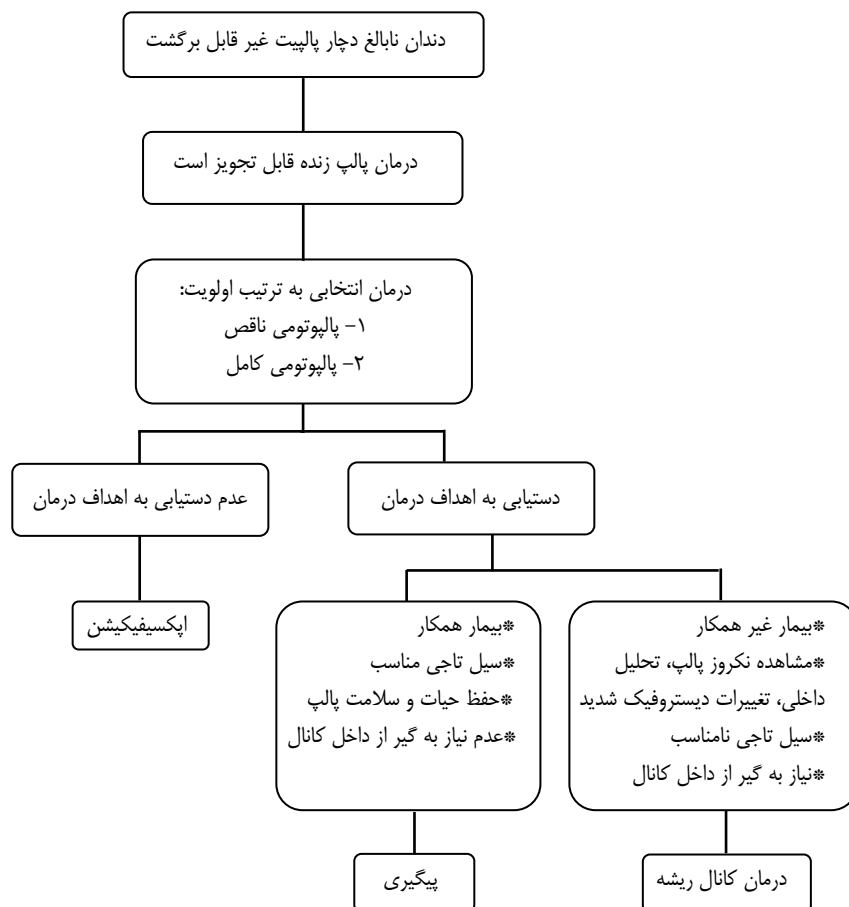 دندان نابالغ دچار پالپیت غیر قابل برگشت
درمان پالپ زنده قابل تجویز است
درمان انتخابی به ترتیب اولویت:
۱- پالپوتومی ناقص
۲- پالپوتومی کامل
دستیابی به اهداف درمان
عدم دستیابی به اهداف درمان
*بیمار غیر همکار
*مشاهده نکروز پالپ، تحلیل
داخلی، تغییرات دیستروفیک شدید
*سیل تاجی نامناسب
*نیاز به گیر از داخل کانال
*بیمار همکار
*سیل تاجی مناسب
*حفظ حیات و سلامت پالپ
*عدم نیاز به گیر از داخل کانال
اپکسیفیکیشن
درمان کانال ریشه
پیگیری